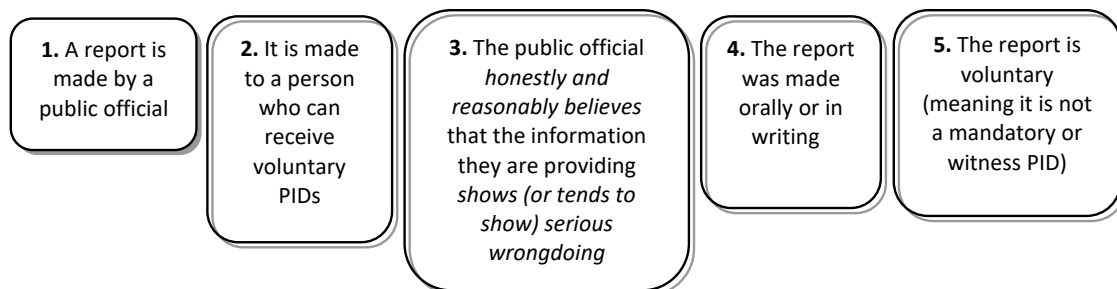 1. A report is
made by a
public official
2. It is made
to a person
who can
receive
voluntary
PIDs
3. The public official
honestly and
reasonably believes
that the information
they are providing
shows (or tends to
show) serious
wrongdoing
4. The report
was made
orally or in
writing
5. The report is
voluntary
(meaning it is not
a mandatory or
witness PID)